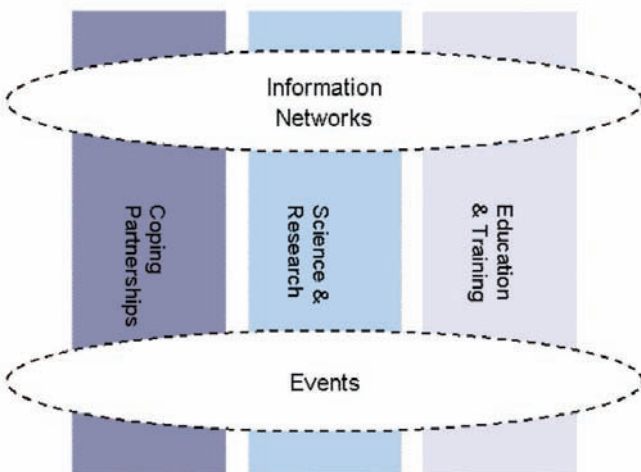 Information
Networks
Coping
Partnerships
Science &
Research
Education
& Training
Events